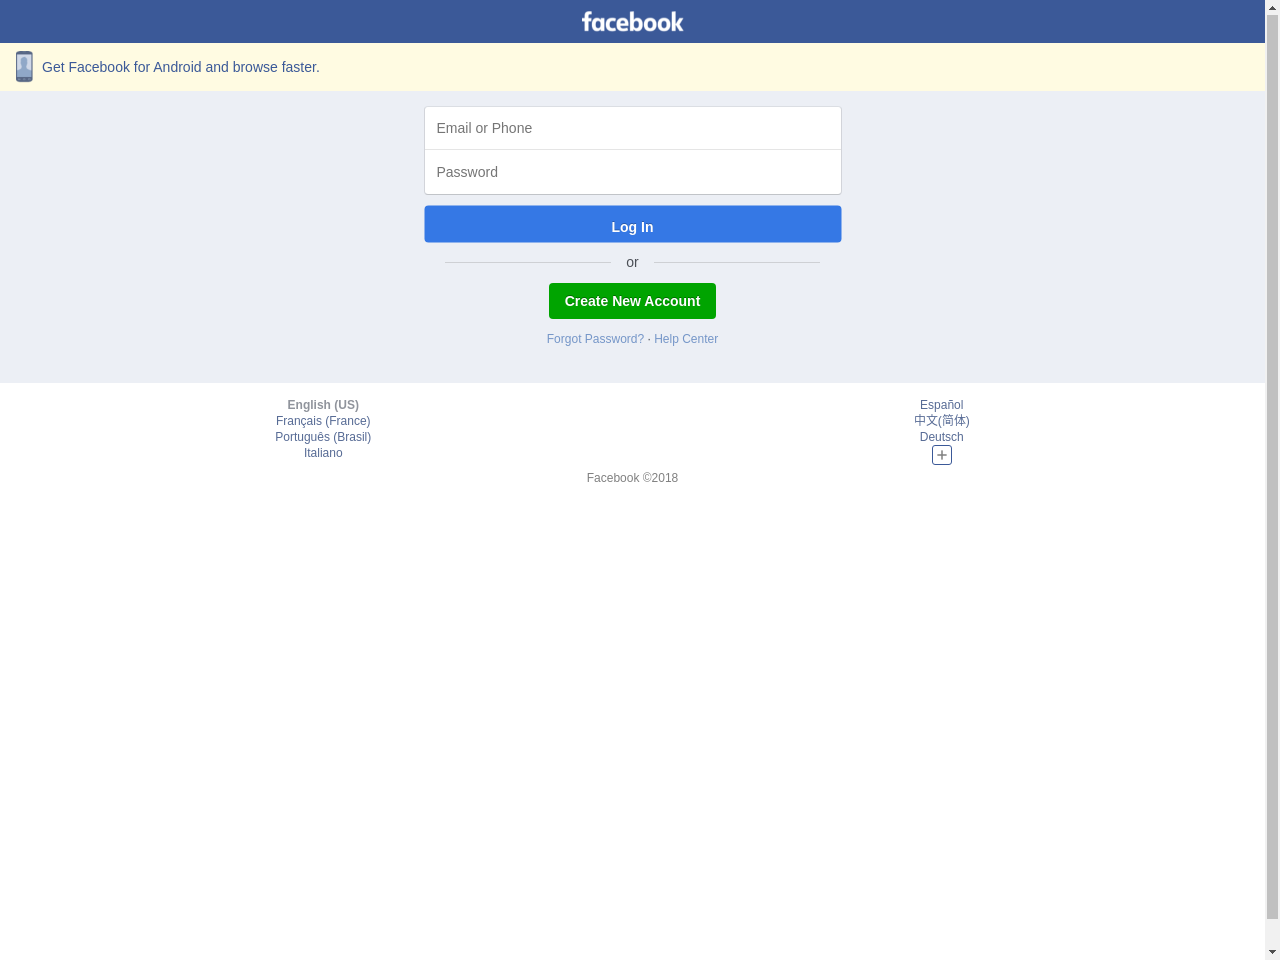 facebook
Get Facebook for Android and browse faster.
Email or Phone
Password
Log In
or
Create New Account
Forgot Password? · Help Center
English (US)
Français (France)
Português (Brasil)
Italiano
Español
中文(简体)
Deutsch
Facebook ©2018